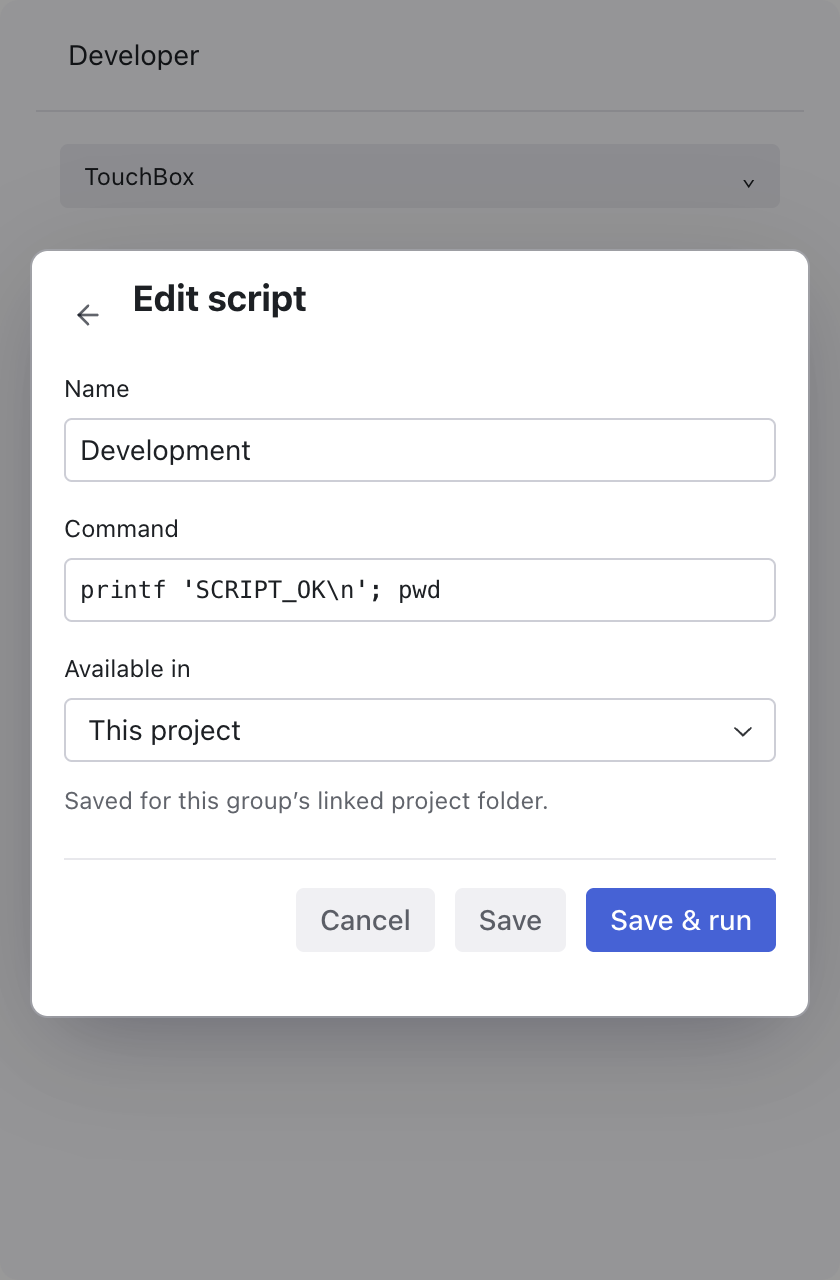 Developer
TouchBox
Edit script
Name
Development
Command
printf 'SCRIPT_OK\n'; pwd
Available in
This project
Saved for this group’s linked project folder.
Cancel
Save
Save & run